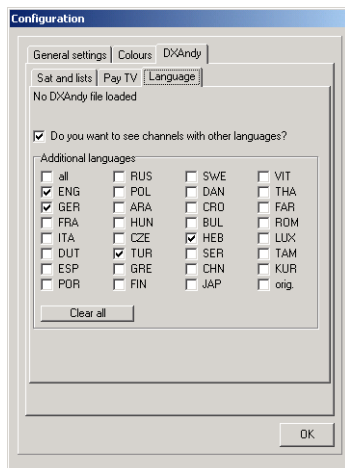 Configuration
General settings Colours DXAndy
Sat and lists Pay TV Language
No DXAndy file loaded
Do you want to see channels with other languages?
Additional languages
all RUS SWE VIT
ENG POL DAN THA
GER ARA CRO FAR
FRA HUN BUL ROM
ITA CZE HEB LUX
DUT TUR SER TAM
ESP GRE CHN KUR
POR FIN JAP orig.
Clear all
OK